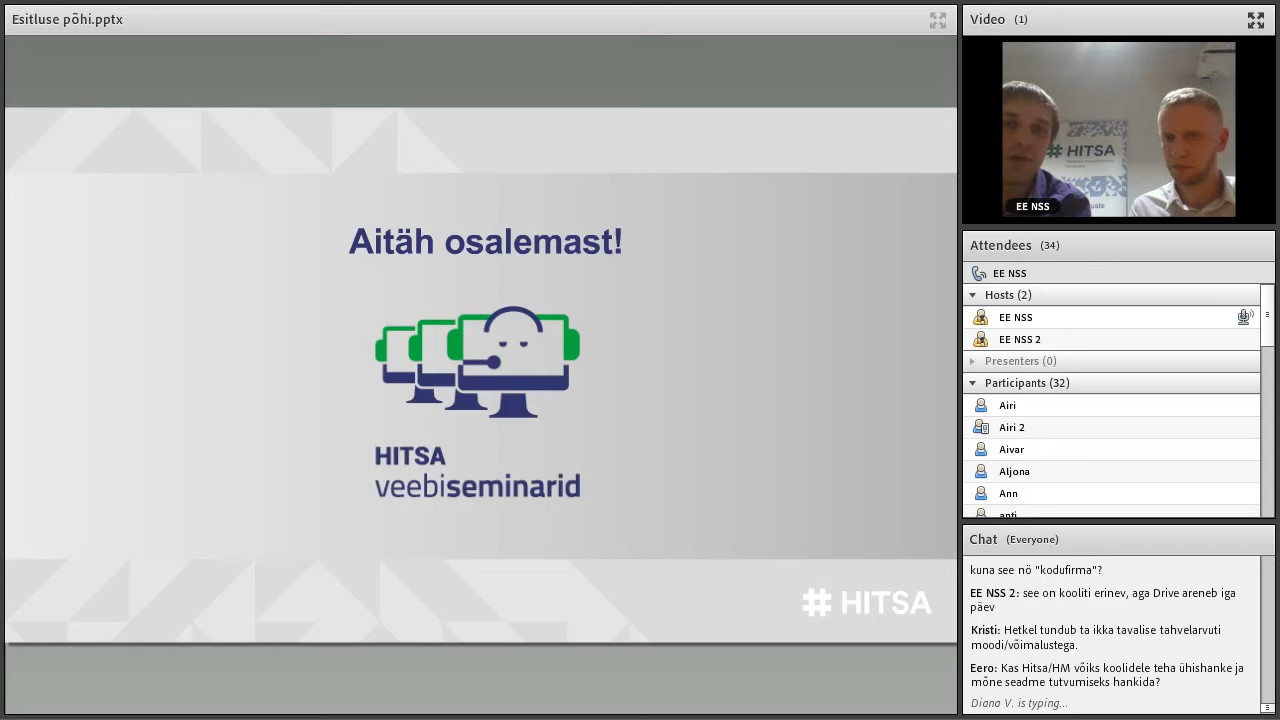 Esitluse põhi.pptx
Aitäh osalemast!
HITSA
veebiseminarid
# HITSA
Video (1)
# HITSA
EE NSS
Attendees (34)
EE NSS
Hosts (2)
EE NSS
EE NSS 2
Presenters (0)
Participants (32)
Airi
Airi 2
Aivar
Aljona
Ann
anti
Chat (Everyone)
kuna see nö "kodufirma"?
EE NSS 2: see on kooliti erinev, aga Drive areneb iga
päev
Kristi: Hetkel tundub ta ikka tavalise tahvelarvuti
moodi/võimalustega.
Eero: Kas Hitsa/HM võiks koolidele teha ühishanke ja
mõne seadme tutvumiseks hankida?
Diana V. is typing...